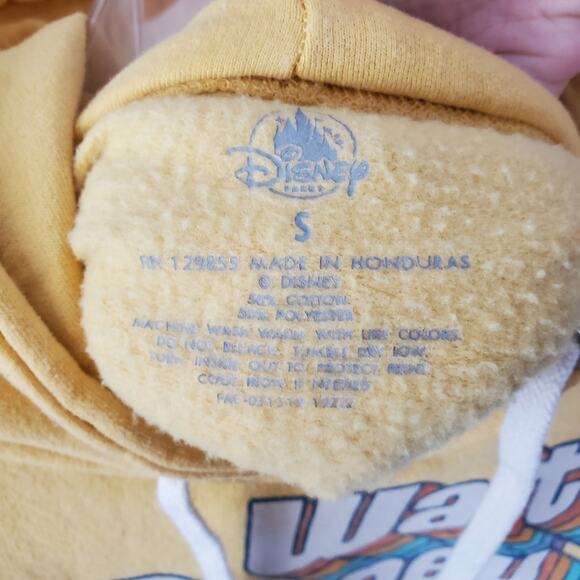 Disney
PARKS
S
RN 129855 MADE IN HONDURAS
© DISNEY
50% COTTON.
50% POLYESTER
MACHINE WASH WARM WITH LIKE COLORS.
DO NOT BLEACH. TUMBLE DRY LOW.
TURN INSIDE OUT TO PROTECT PRINT.
COOL IRON IF NEEDED
Walt